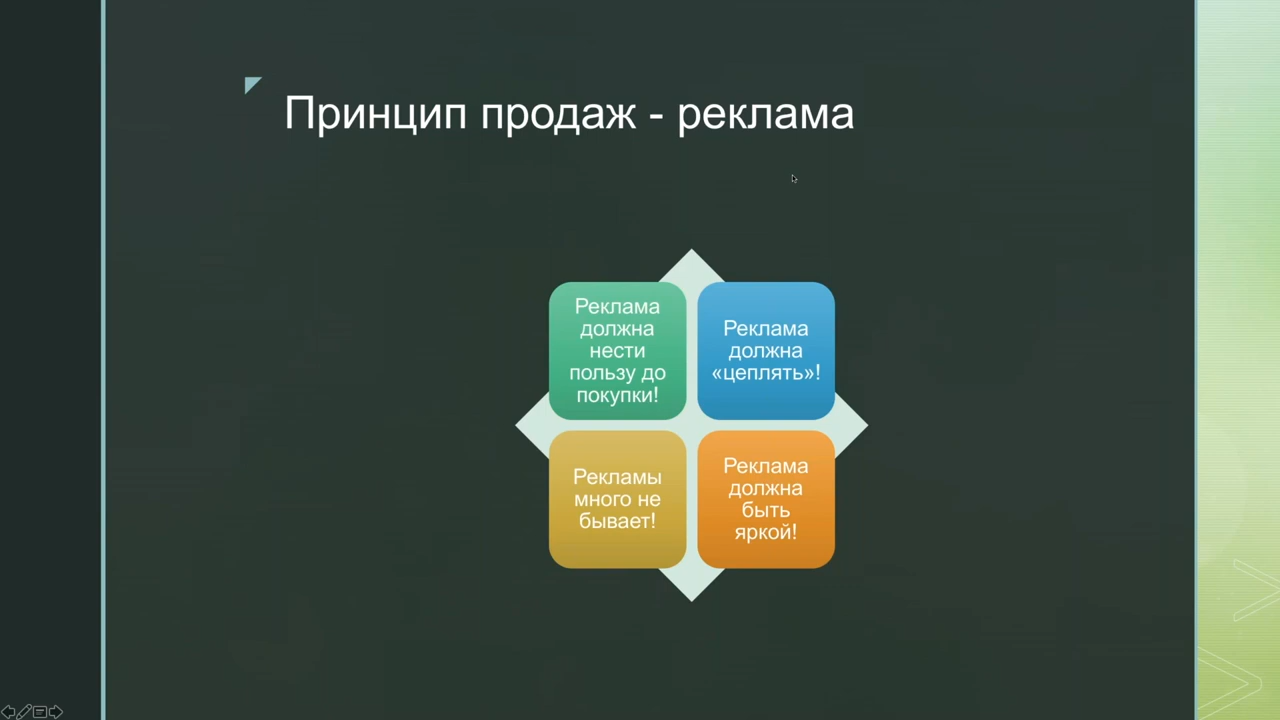 Принцип продаж - реклама
Реклама
должна
нести
пользу до
покупки!
Реклама
должна
«цеплять»!
Рекламы
много не
бывает!
Реклама
должна
быть
яркой!